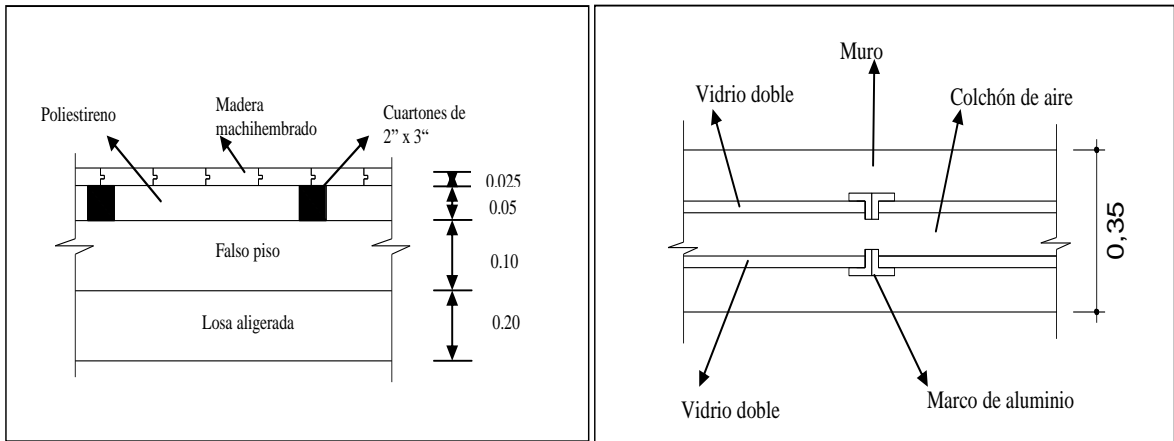 Poliestireno
Madera
machihembrado
Cuartones de
2” x 3“
0.025
0.05
Falso piso
0.10
Losa aligerada
0.20
Muro
Vidrio doble
Colchón de aire
0,35
Vidrio doble
Marco de aluminio